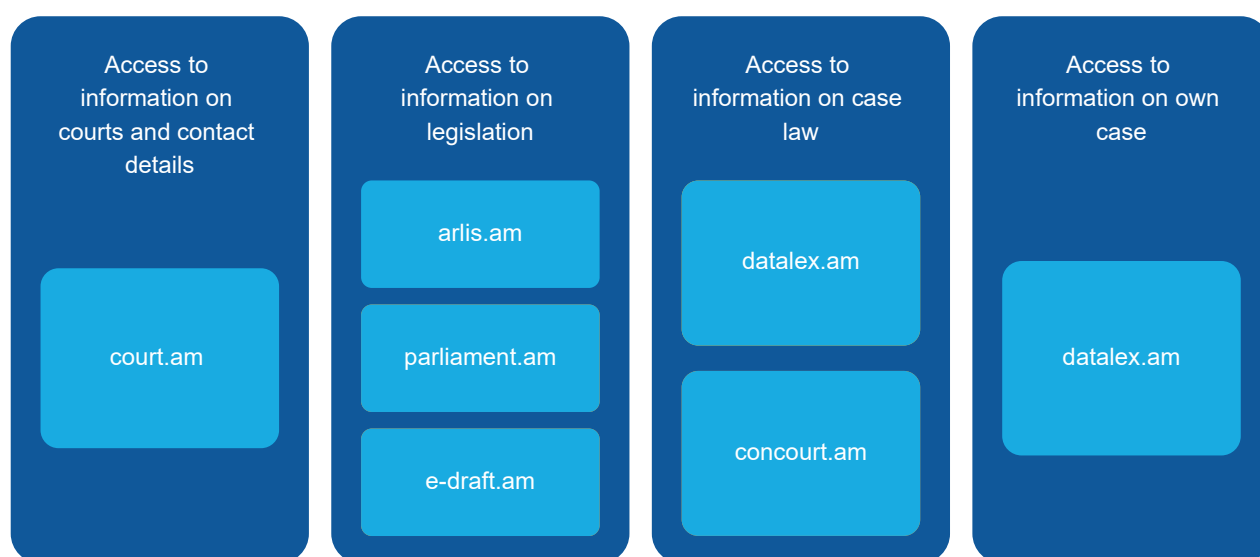 Access to
information on
courts and contact
details
court.am
Access to
information on
legislation
arlis.am
parliament.am
e-draft.am
Access to
information on case
law
datalex.am
concourt.am
Access to
information on own
case
datalex.am